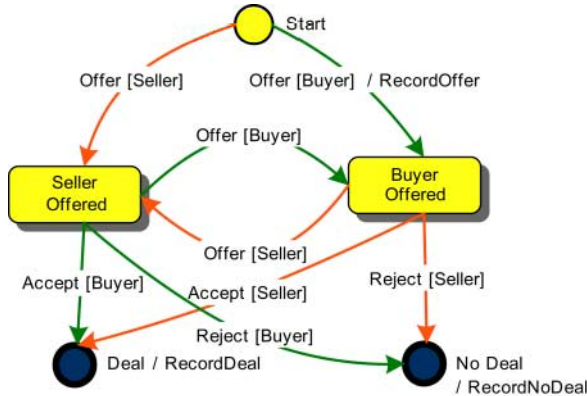 Start
Offer [Seller]
Offer [Buyer] / RecordOffer
Offer [Buyer]
Seller
Offered
Buyer
Offered
Offer [Seller]
Accept [Buyer]
Accept [Seller]
Reject [Seller]
Reject [Buyer]
Deal / RecordDeal
No Deal
/ RecordNoDeal